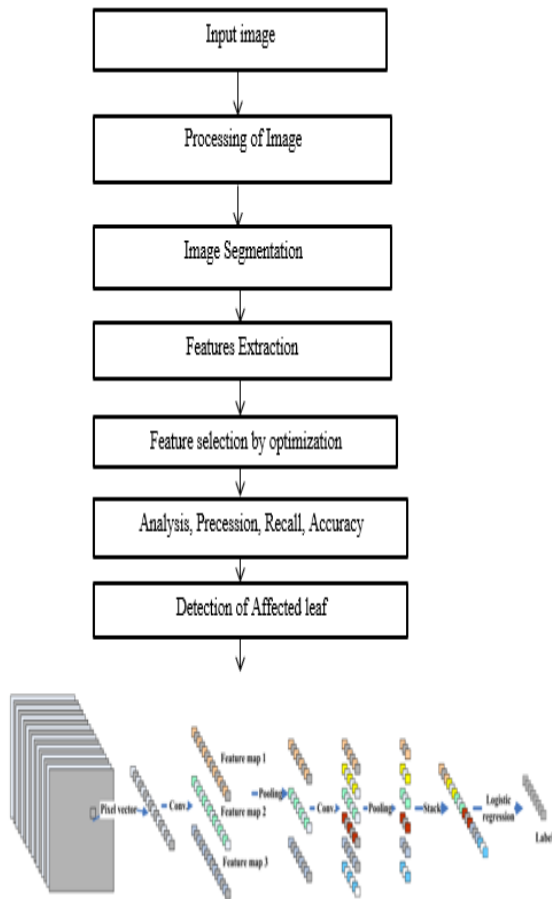 Input image
Processing of Image
Image Segmentation
Features Extraction
Feature selection by optimization
Analysis, Precession, Recall, Accuracy
Detection of Affected leaf
Feature map 1
Pixel vector
Conv.
Feature map 2
Pooling
Conv.
Pooling
Stack
Logistic
regression
Label
Feature map 3